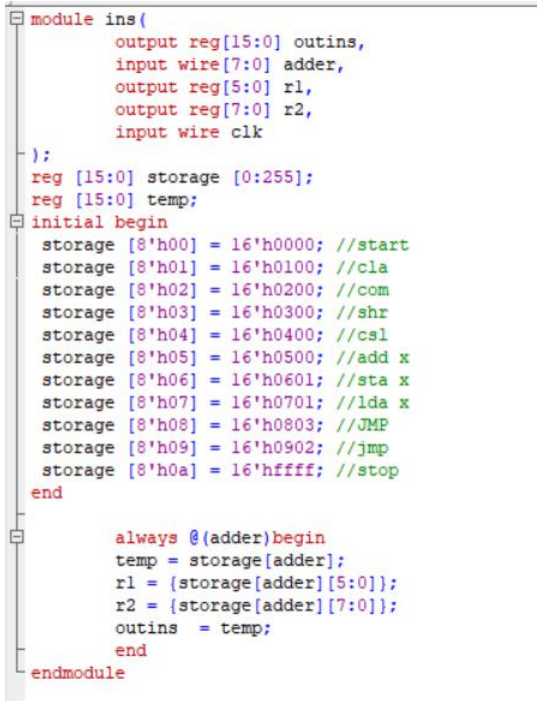 module ins(
output reg[15:0] outins,
input wire[7:0] adder,
output reg[5:0] r1,
output reg[7:0] r2,
input wire clk
);
reg [15:0] storage [0:255];
reg [15:0] temp;
initial begin
storage [8'h00] = 16'h0000; //start
storage [8'h01] = 16'h0100; //cla
storage [8'h02] = 16'h0200; //com
storage [8'h03] = 16'h0300; //shr
storage [8'h04] = 16'h0400; //csl
storage [8'h05] = 16'h0500; //add x
storage [8'h06] = 16'h0601; //sta x
storage [8'h07] = 16'h0701; //lda x
storage [8'h08] = 16'h0803; //JMP
storage [8'h09] = 16'h0902; //jmp
storage [8'h0a] = 16'hffff; //stop
end
always @(adder)begin
temp = storage[adder];
r1 = {storage[adder][5:0]};
r2 = {storage[adder][7:0]};
outins = temp;
end
endmodule